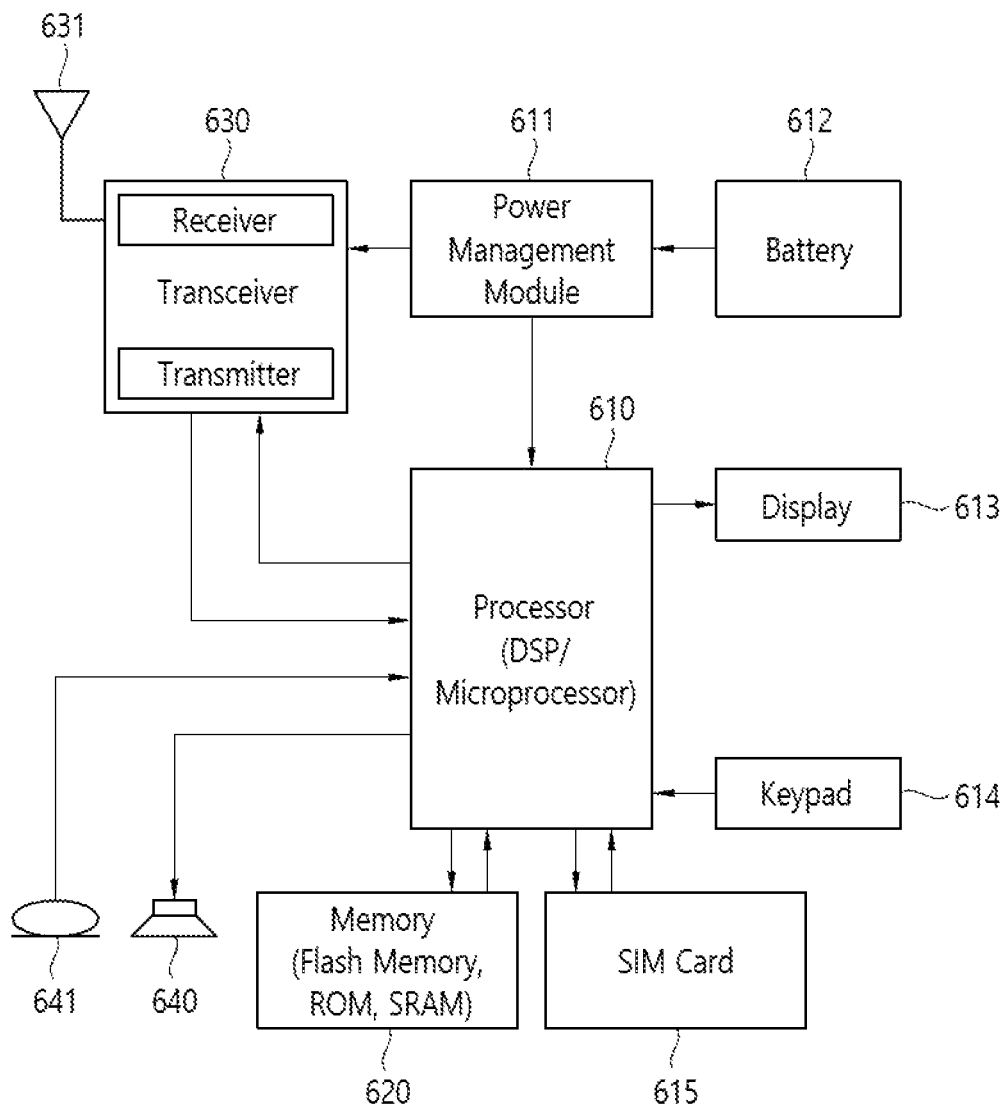 631
630
611
612
Receiver
Transceiver
Transmitter
Power
Management
Module
Battery
610
Display
613
Processor
(DSP/
Microprocessor)
Keypad
614
641
640
Memory
(Flash Memory,
ROM, SRAM)
SIM Card
620
615